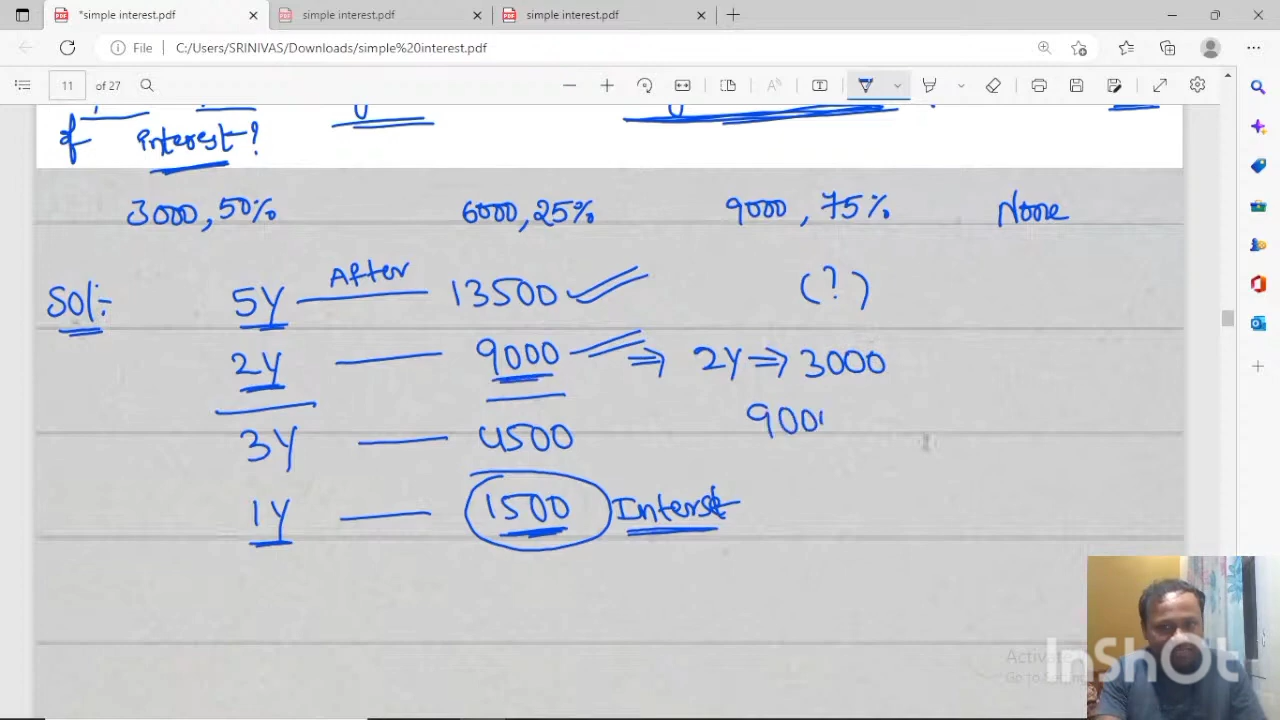 *simple interest.pdf
simple interest.pdf
simple interest.pdf
File C:/Users/SRINIVAS/Downloads/simple%20interest.pdf
11 of 27
of interest?
3000, 50% 6000, 25% 9000, 75% None
Sol:- 5Y After 13500 (?)
2Y 9000 ⇒ 2Y ⇒ 3000
900
3Y 4500
1Y 1500 Interest
InShOt